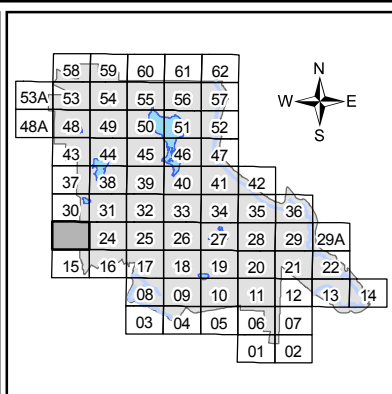 58 59 60 61 62
N
53A 53 54 55 56 57
W E
48A 48 49 50 51 52
S
43 44 45 46 47
37 38 39 40 41 42
30 31 32 33 34 35 36
24 25 26 27 28 29 29A
15 16 17 18 19 20 21 22
08 09 10 11 12 13 14
03 04 05 06 07
01 02